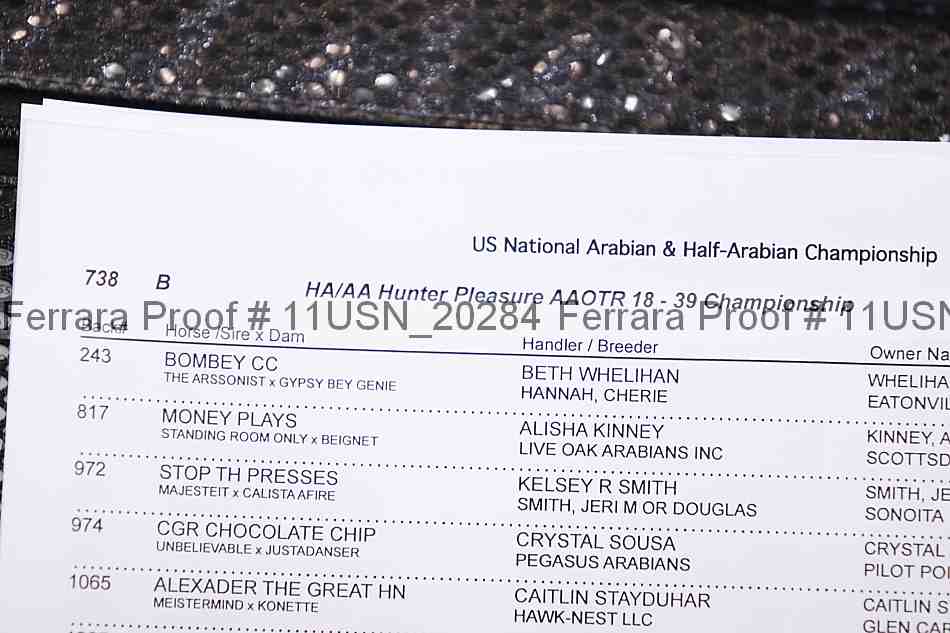 US National Arabian & Half-Arabian Championship
738 B HA/AA Hunter Pleasure AAOTR 18 - 39 Championship
Ferrara Proof # 11USN_20284 Ferrara Proof # 11USN
Back# Horse /Sire x Dam Handler / Breeder Owner Na
243 BOMBEY CC BETH WHELIHAN WHELIHA
THE ARSSONIST x GYPSY BEY GENIE HANNAH, CHERIE EATONVIL
817 MONEY PLAYS ALISHA KINNEY KINNEY, A
STANDING ROOM ONLY x BEIGNET LIVE OAK ARABIANS INC SCOTTSD
972 STOP TH PRESSES KELSEY R SMITH SMITH, JE
MAJESTEIT x CALISTA AFIRE SMITH, JERI M OR DOUGLAS SONOITA
974 CGR CHOCOLATE CHIP CRYSTAL SOUSA CRYSTAL
UNBELIEVABLE x JUSTADANSER PEGASUS ARABIANS PILOT POI
1065 ALEXADER THE GREAT HN CAITLIN STAYDUHAR CAITLIN S
MEISTERMIND x KONETTE HAWK-NEST LLC GLEN CAR